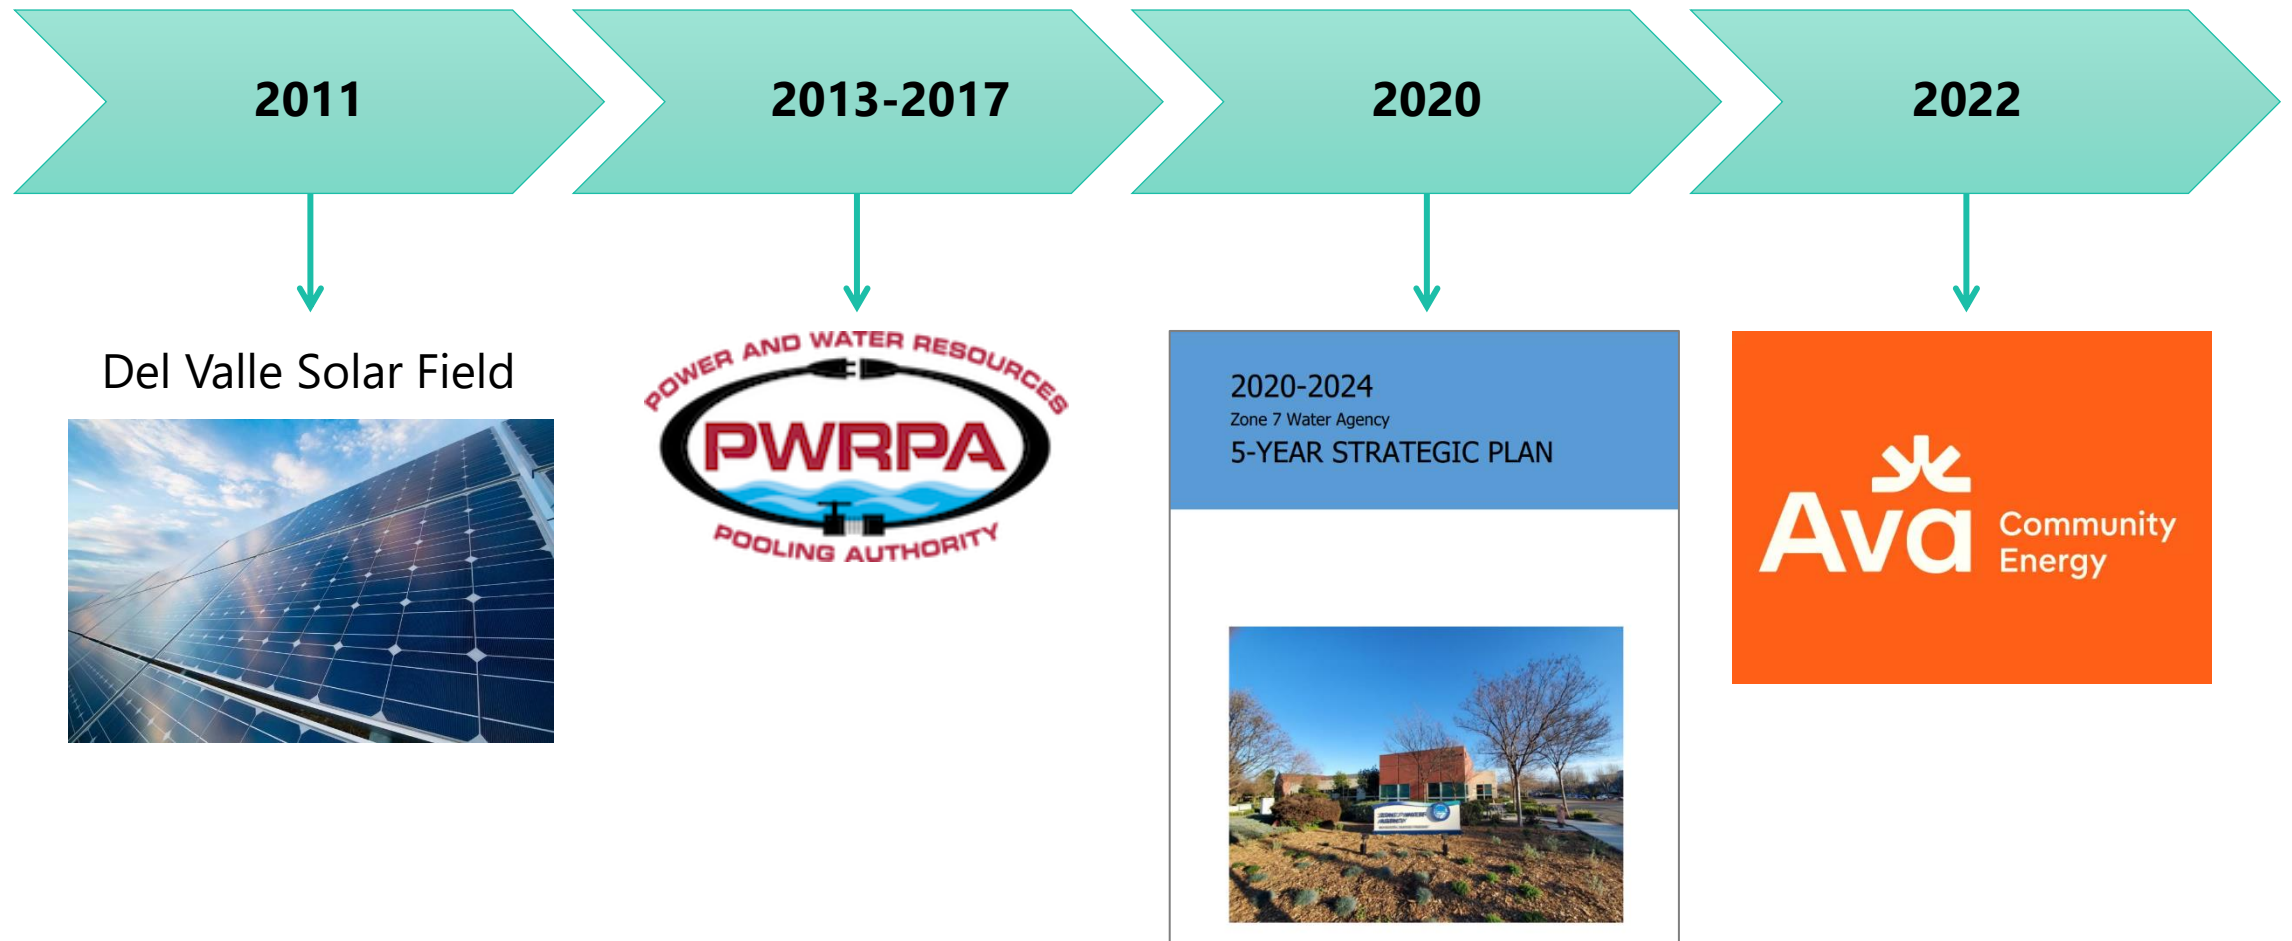 2011
2013-2017
2020
2022
Del Valle Solar Field
POWER AND WATER RESOURCES
PWRPA
POOLING AUTHORITY
2020-2024
Zone 7 Water Agency
5-YEAR STRATEGIC PLAN
Ava
Community
Energy